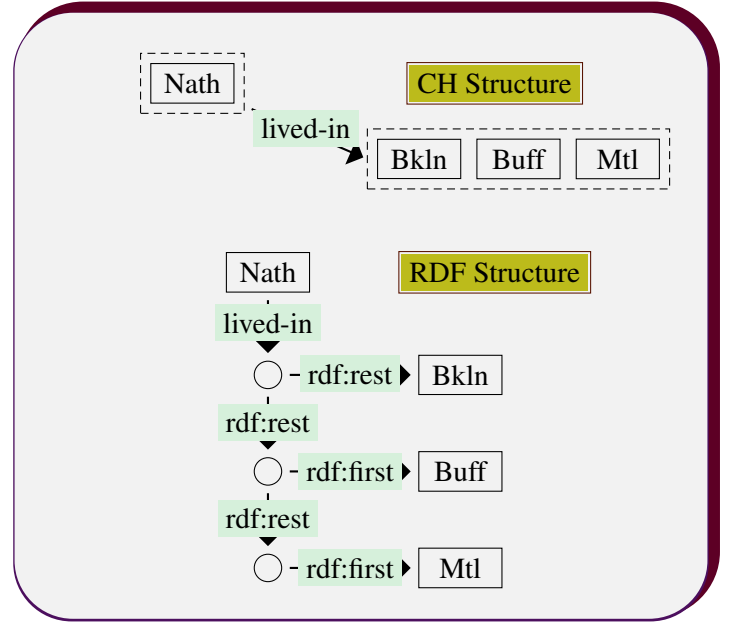 Nath
CH Structure
lived-in
Bkln Buff Mtl
Nath
RDF Structure
lived-in
rdf:rest Bkln
rdf:rest
rdf:first Buff
rdf:rest
rdf:first Mtl